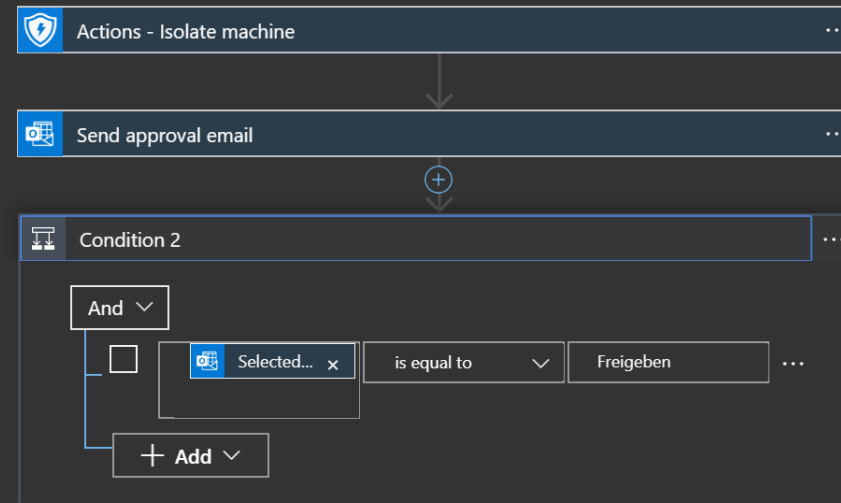 Actions - Isolate machine
Send approval email
Condition 2
And
Selected... x is equal to Freigeben
Add